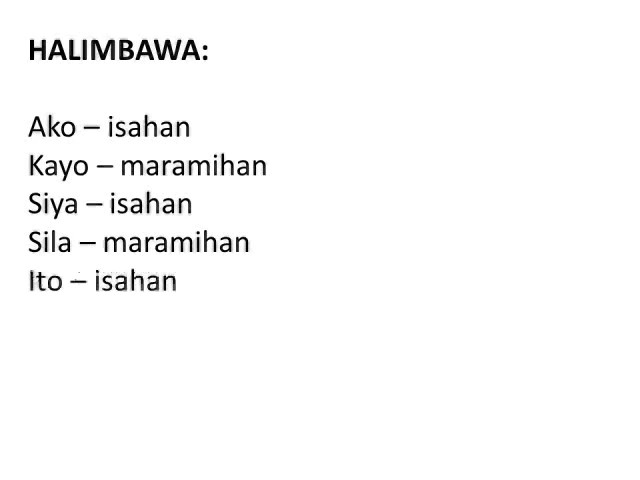 HALIMBAWA:
Ako – isahan
Kayo – maramihan
Siya – isahan
Sila – maramihan
Ito – isahan